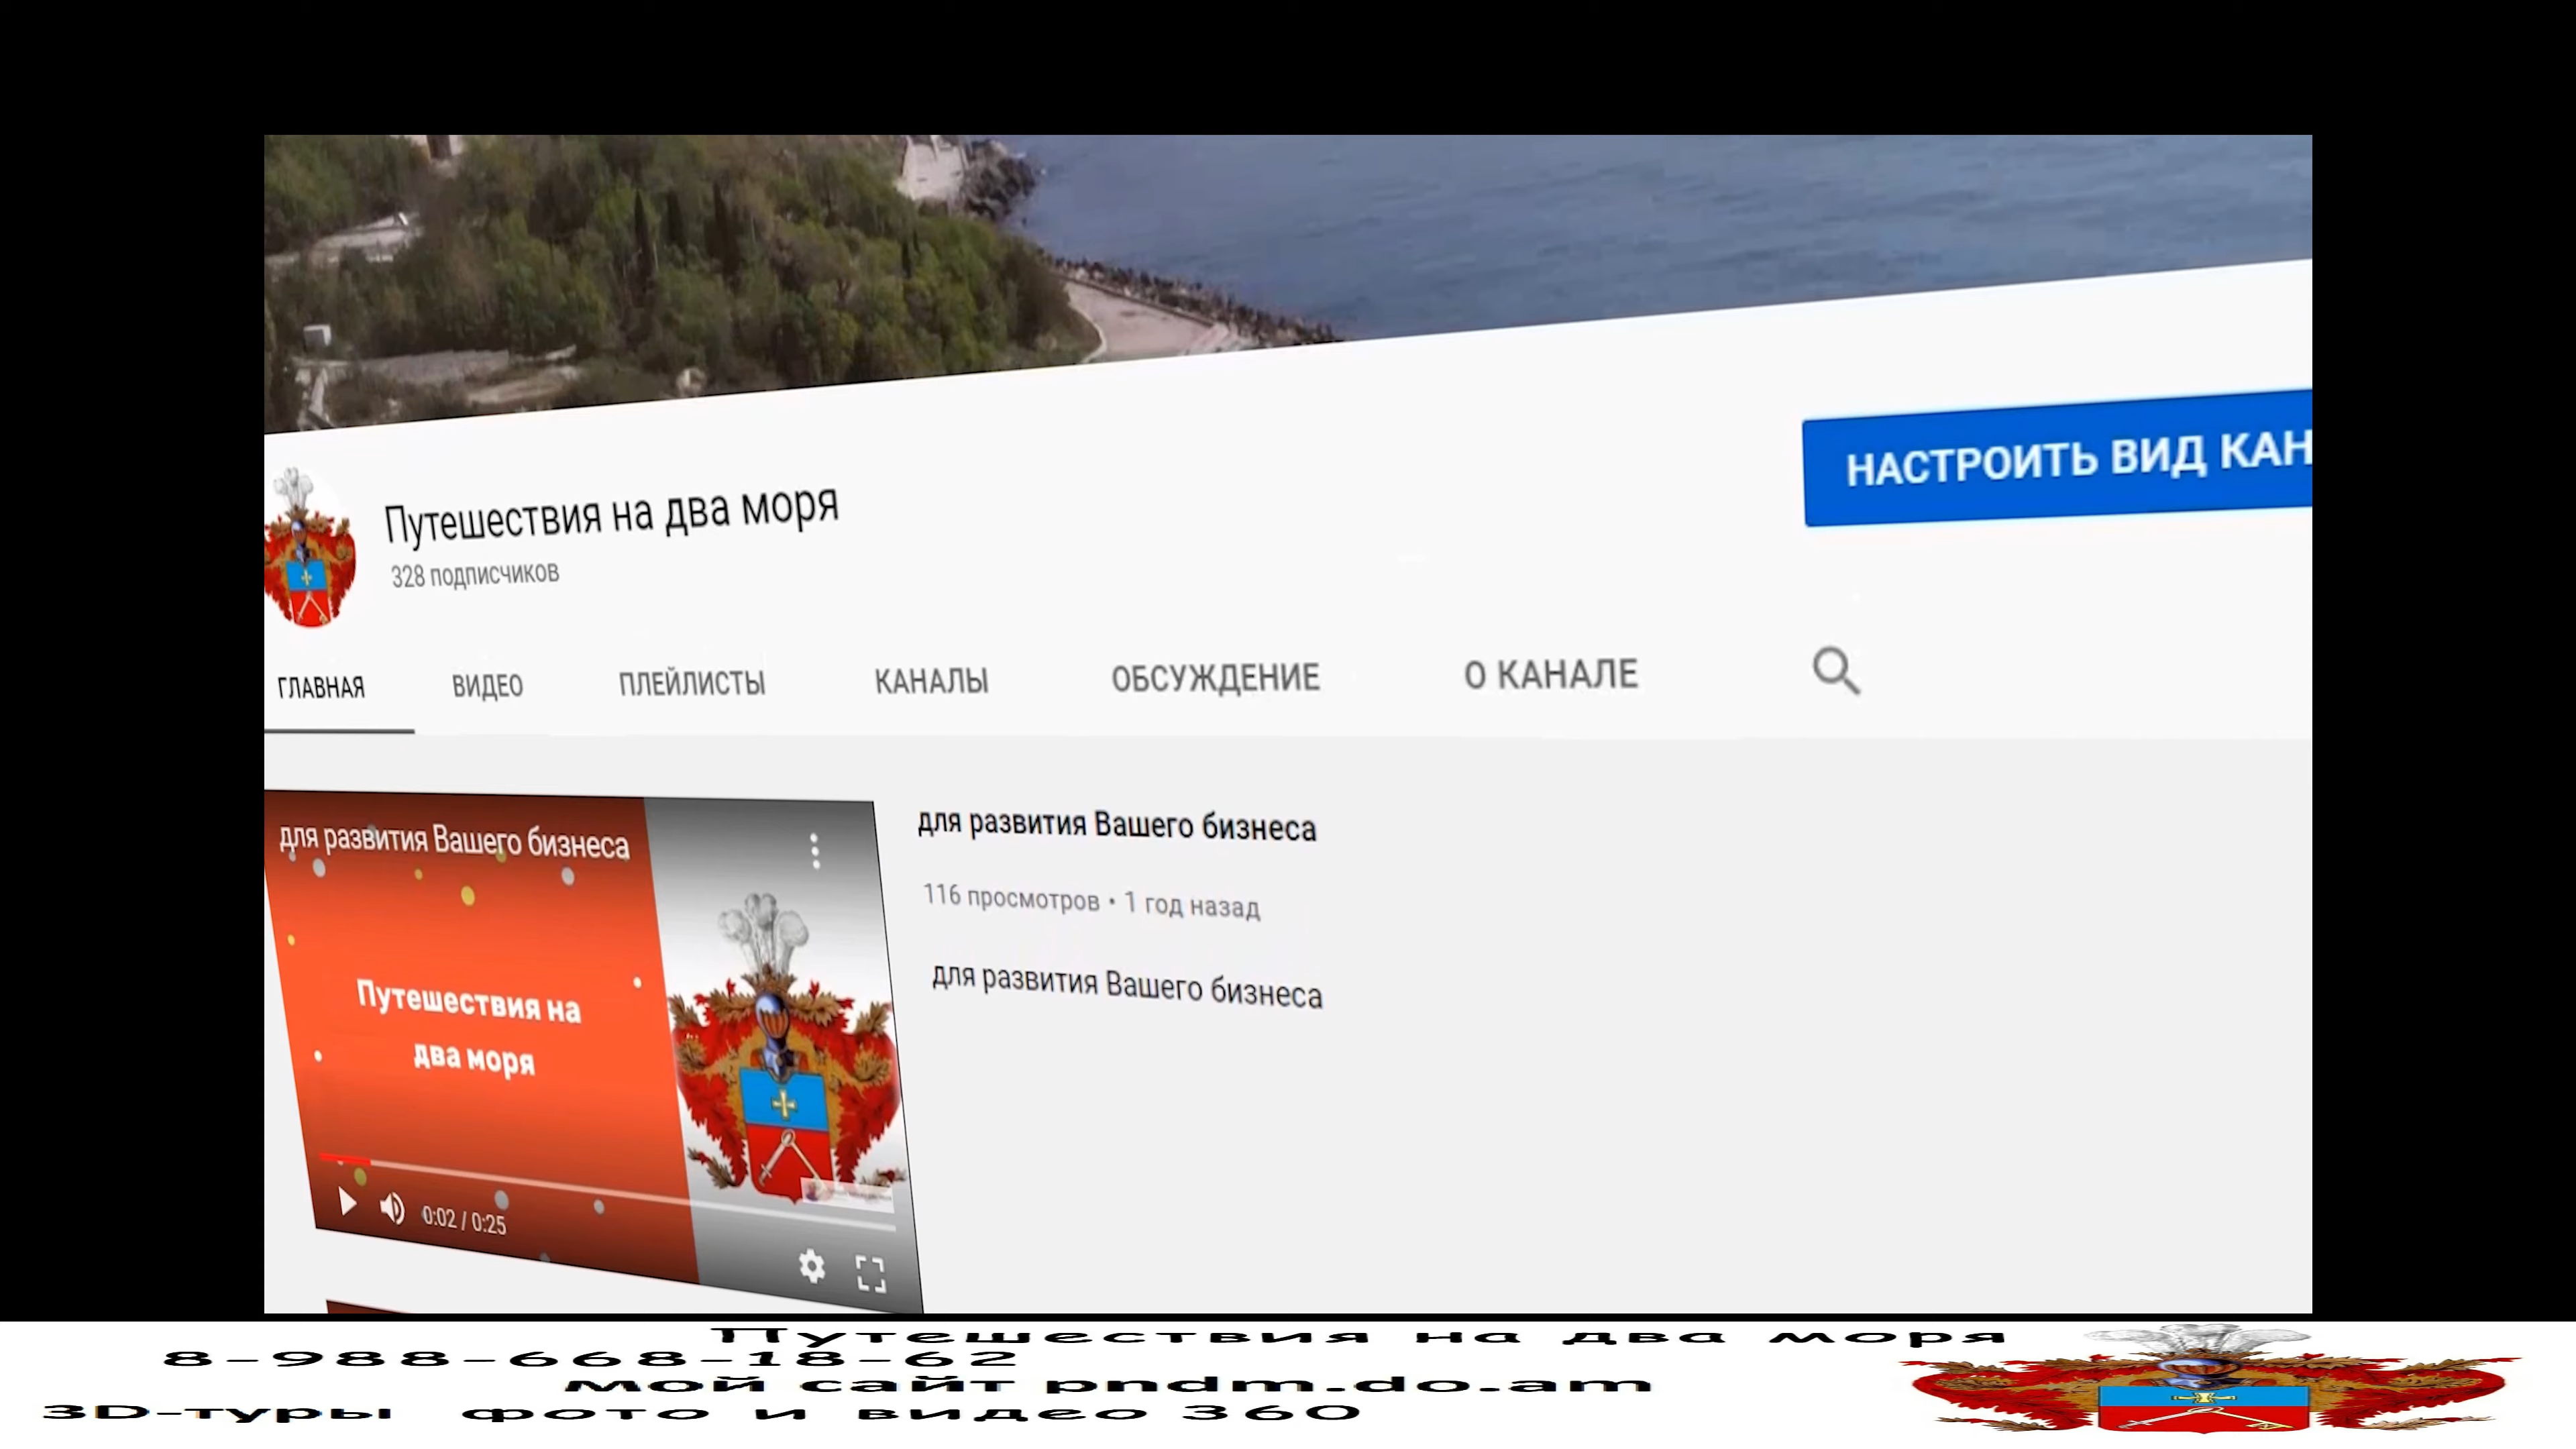 НАСТРОИТЬ ВИД КАН
Путешествия на два моря
328 подписчиков
ГЛАВНАЯ ВИДЕО ПЛЕЙЛИСТЫ КАНАЛЫ ОБСУЖДЕНИЕ О КАНАЛЕ
для развития Вашего бизнеса
Путешествия на
два моря
0:02 / 0:25
для развития Вашего бизнеса
116 просмотров • 1 год назад
для развития Вашего бизнеса
Путешествия на два моря
8-988-668-18-62
мой сайт pndm.do.am
3D-туры фото и видео 360